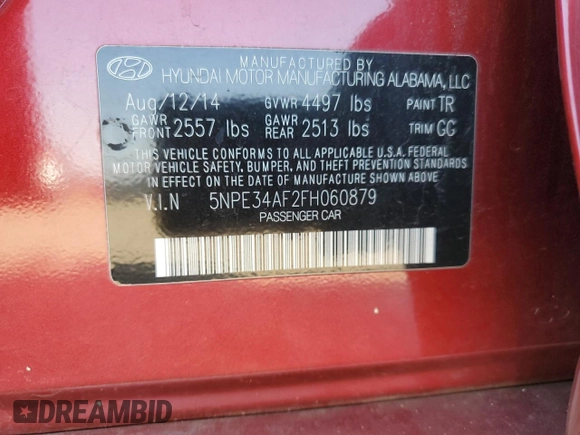 MANUFACTURED BY
HYUNDAI MOTOR MANUFACTURING ALABAMA, LLC
Aug/12/14 GVWR 4497 lbs PAINT TR
GAWR FRONT 2557 lbs GAWR REAR 2513 lbs TRIM GG
THIS VEHICLE CONFORMS TO ALL APPLICABLE U.S.A. FEDERAL
MOTOR VEHICLE SAFETY, BUMPER, AND THEFT PREVENTION STANDARDS
IN EFFECT ON THE DATE OF MANUFACTURE SHOWN ABOVE.
V.I.N 5NPE34AF2FH060879
PASSENGER CAR
DREAMBID